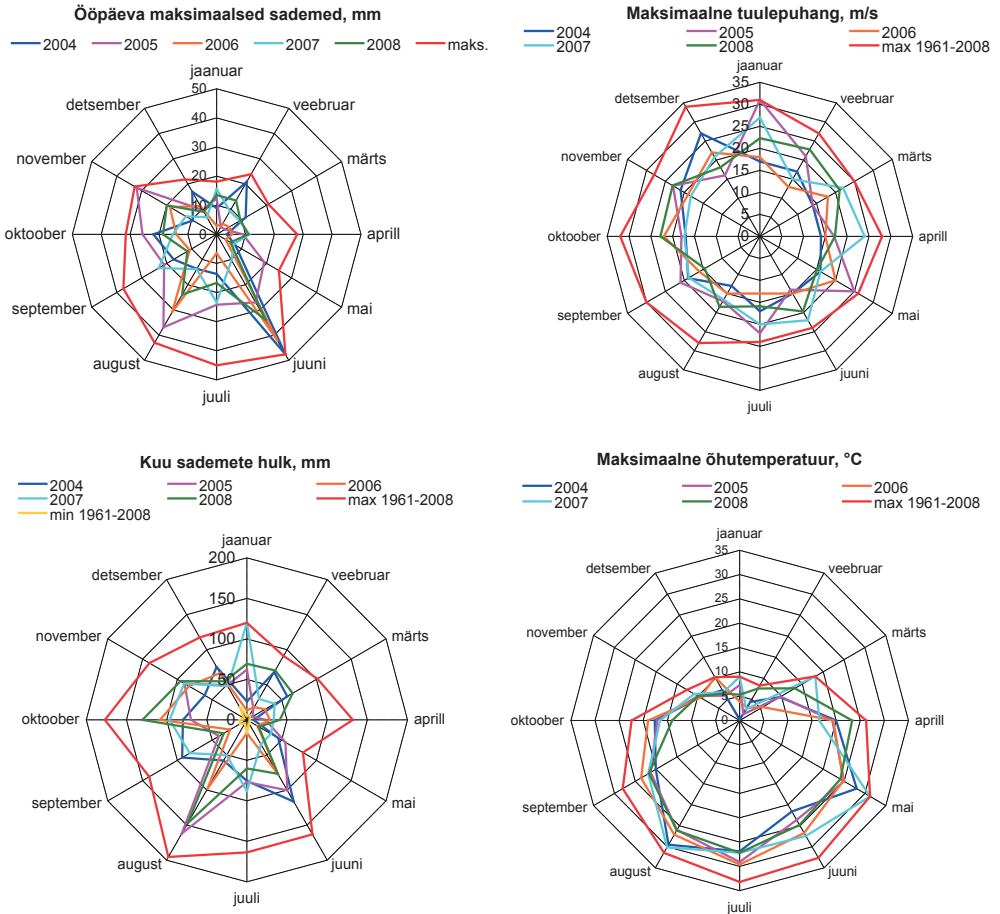 Ööpäeva maksimaalsed sademed, mm
2004 2005 2006 2007 2008 maks.
jaanuar
veebruar
märts
aprill
mai
juuni
juuli
august
september
oktoober
november
detsember
50
40
30
20
10
0
Maksimaalne tuulepuhang, m/s
2004 2005 2006
2007 2008 max 1961-2008
jaanuar
veebruar
märts
aprill
mai
juuni
juuli
august
september
oktoober
november
detsember
35
30
25
20
15
10
5
0
Kuu sademete hulk, mm
2004 2005 2006
2007 2008 max 1961-2008
min 1961-2008
jaanuar
veebruar
märts
aprill
mai
juuni
juuli
august
september
oktoober
november
detsember
200
150
100
50
0
Maksimaalne õhutemperatuur, °C
2004 2005 2006
2007 2008 max 1961-2008
jaanuar
veebruar
märts
aprill
mai
juuni
juuli
august
september
oktoober
november
detsember
35
30
25
20
15
10
5
0